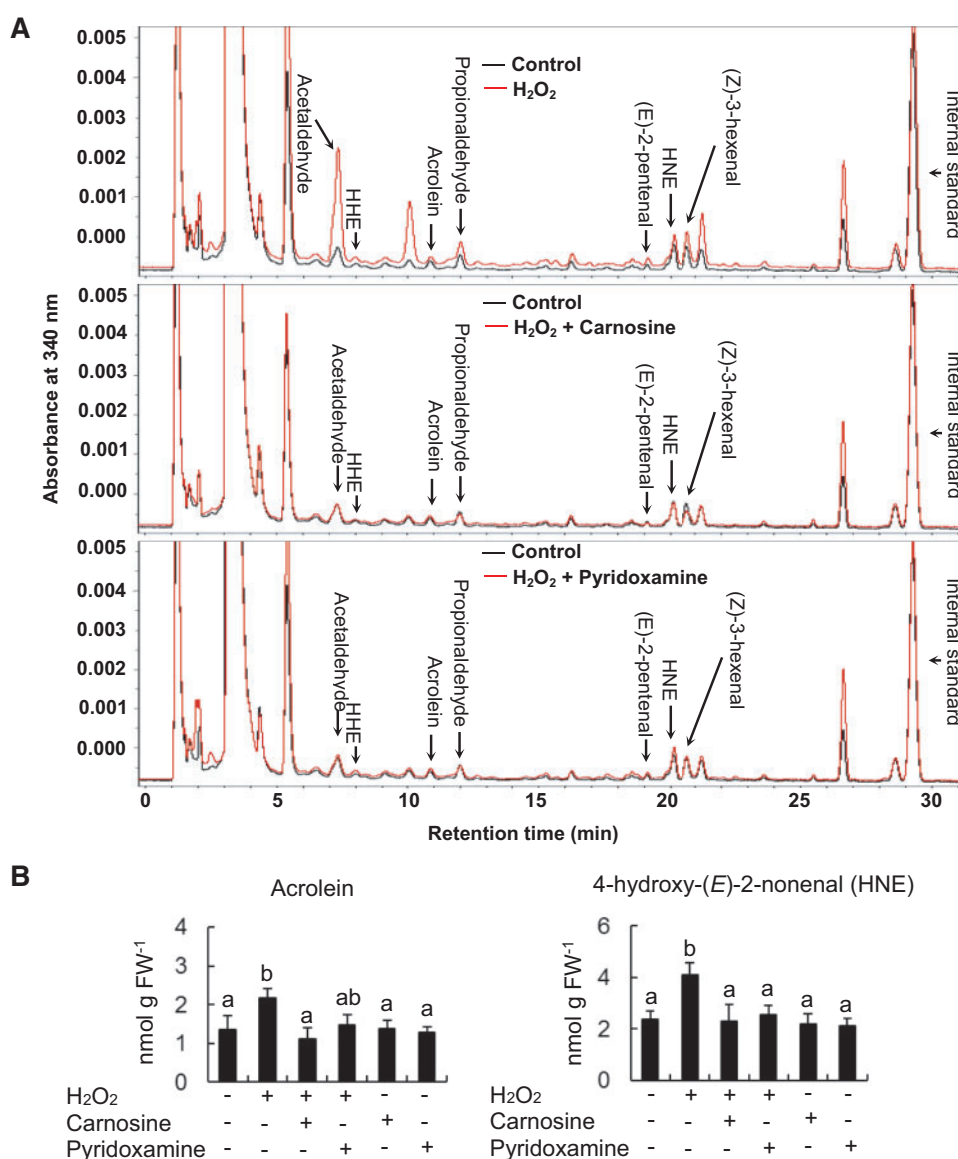 A
Absorbance at 340 nm
0.005
0.004
0.003
0.002
0.001
0.000
Control
H₂O₂
Acetaldehyde
HHE
Acrolein
Propionaldehyde
(E)-2-pentenal
HNE
(Z)-3-hexenal
Internal standard
0.005
0.004
0.003
0.002
0.001
0.000
Control
H₂O₂ + Carnosine
Acetaldehyde
HHE
Acrolein
Propionaldehyde
(E)-2-pentenal
HNE
(Z)-3-hexenal
Internal standard
0.005
0.004
0.003
0.002
0.001
0.000
Control
H₂O₂ + Pyridoxamine
Acetaldehyde
HHE
Acrolein
Propionaldehyde
(E)-2-pentenal
HNE
(Z)-3-hexenal
Internal standard
0 5 10 15 20 25 30
Retention time (min)
B
Acrolein
nmol g FW⁻¹
4
3
2
1
0
a b a ab a a
H₂O₂ - + + + - -
Carnosine - - + - + -
Pyridoxamine - - - + - +
4-hydroxy-(E)-2-nonenal (HNE)
nmol g FW⁻¹
6
4
2
0
a b a a a a
H₂O₂ - + + + - -
Carnosine - - + - + -
Pyridoxamine - - - + - +